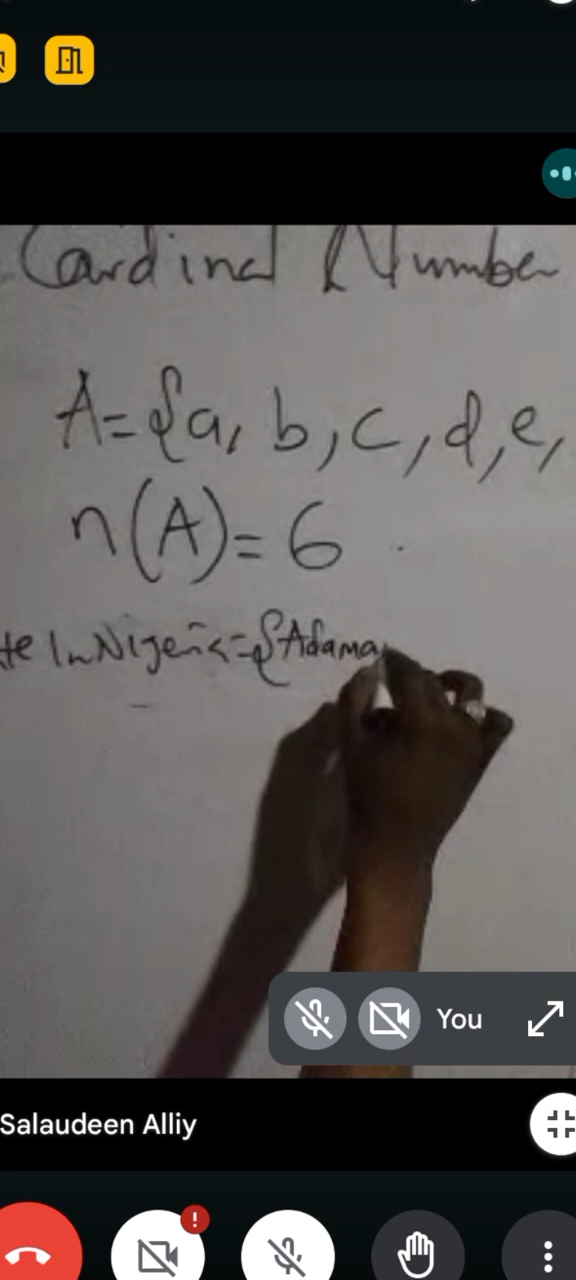 Cardinal Number
A={a, b, c, d, e,
n(A)=6
te In Nigeria={Adama
You
Salaudeen Alliy
!